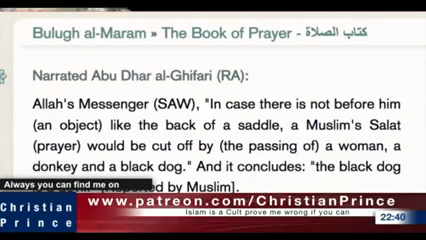 Bulugh al-Maram » The Book of Prayer - كتاب الصلاة
Narrated Abu Dhar al-Ghifari (RA):
Allah's Messenger (SAW), "In case there is not before him
(an object) like the back of a saddle, a Muslim's Salat
(prayer) would be cut off by (the passing of) a woman, a
donkey and a black dog." And it concludes: "the black dog
by Muslim].
Always you can find me on
www.patreon.com/ChristianPrince
Christian
Prince
Islam is a Cult prove me wrong if you can
22:40